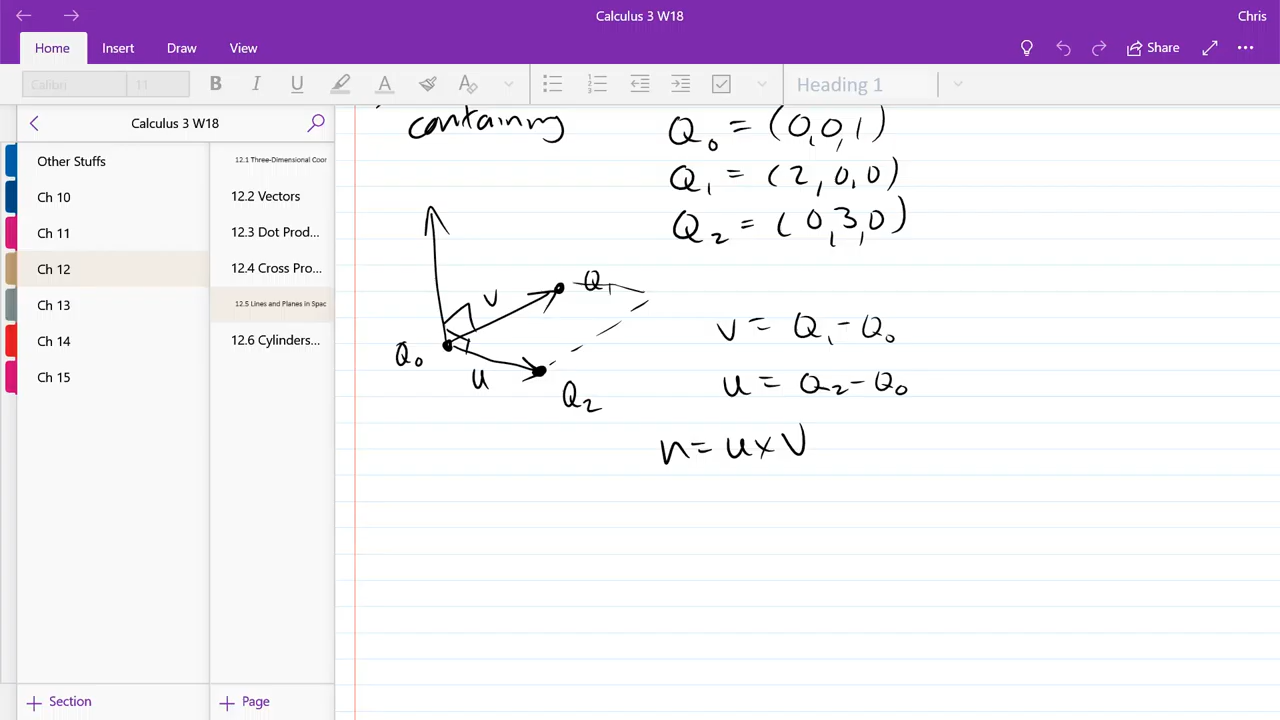 Calculus 3 W18
Chris
Home
Insert
Draw
View
Share
Calibri
11
B
I
U
A
A
Heading 1
Calculus 3 W18
Other Stuffs
Ch 10
Ch 11
Ch 12
Ch 13
Ch 14
Ch 15
12.1 Three-Dimensional Coor
12.2 Vectors
12.3 Dot Prod...
12.4 Cross Pro...
12.5 Lines and Planes in Spac
12.6 Cylinders...
Section
Page
containing
Q₀ = (0,0,1)
Q₁ = (2,0,0)
Q₂ = (0,3,0)
v
Q₁
Q₀
u
Q₂
v = Q₁ - Q₀
u = Q₂ - Q₀
n = u × v